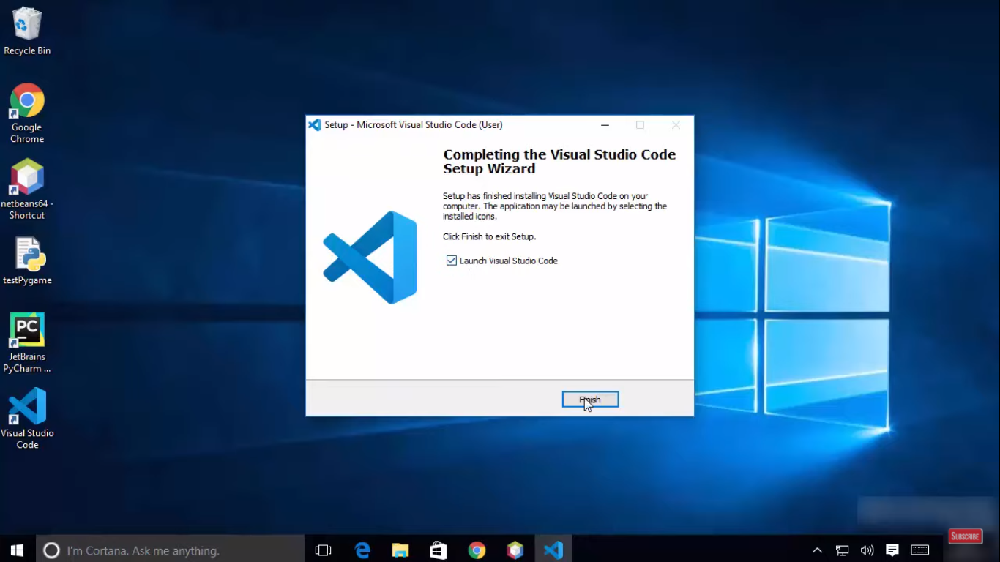 Recycle Bin
Google
Chrome
netbeans64 -
Shortcut
testPygame
PC
JetBrains
PyCharm ...
Visual Studio
Code
Setup - Microsoft Visual Studio Code (User)
Completing the Visual Studio Code
Setup Wizard
Setup has finished installing Visual Studio Code on your
computer. The application may be launched by selecting the
installed icons.
Click Finish to exit Setup.
Launch Visual Studio Code
Finish
I'm Cortana. Ask me anything.
SUBSCRIBE